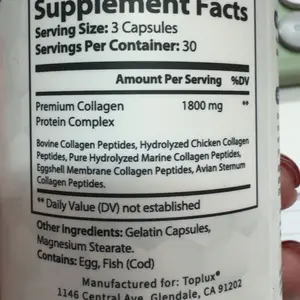 Supplement Facts
Serving Size: 3 Capsules
Servings Per Container: 30
Amount Per Serving %DV
Premium Collagen 1800 mg **
Protein Complex
Bovine Collagen Peptides, Hydrolyzed Chicken Collagen
Peptides, Pure Hydrolyzed Marine Collagen Peptides,
Eggshell Membrane Collagen Peptides, Avian Sternum
Collagen Peptides.
** Daily Value (DV) not established
Other ingredients: Gelatin Capsules,
Magnesium Stearate.
Contains: Egg, Fish (Cod)
Manufactured for: Toplux®
1146 Central Ave, Glendale, CA 91202